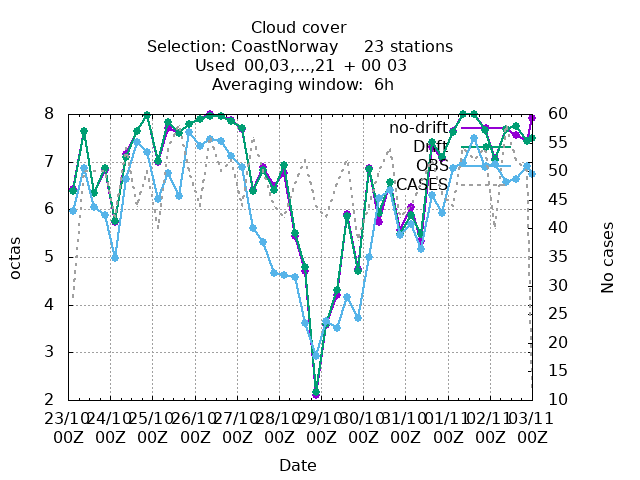 Cloud cover
Selection: CoastNorway 23 stations
Used 00,03,...,21 + 00 03
Averaging window: 6h
8
7
6
5
4
3
2
octas
60
55
50
45
40
35
30
25
20
15
10
No cases
no-drift
Drift
OBS
CASES
23/10 24/10 25/10 26/10 27/10 28/10 29/10 30/10 31/10 01/11 02/11 03/11
00Z 00Z 00Z 00Z 00Z 00Z 00Z 00Z 00Z 00Z 00Z 00Z
Date